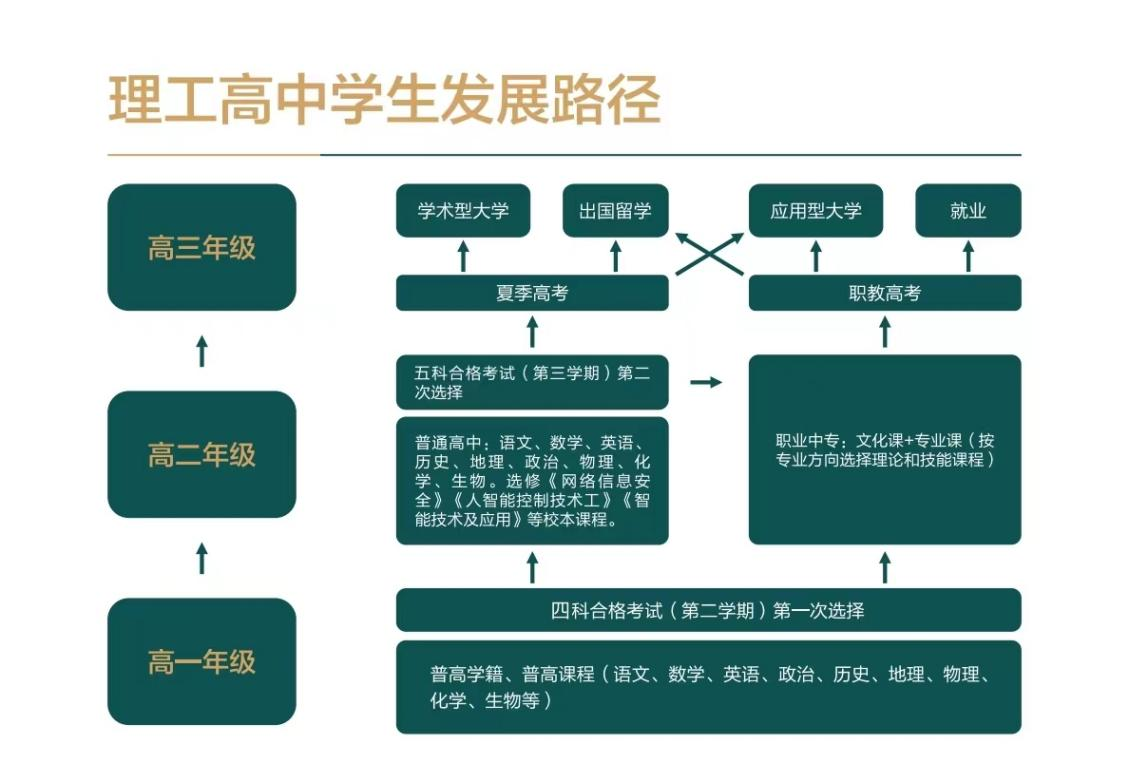 理工高中学生发展路径
高三年级
学术型大学
出国留学
应用型大学
就业
夏季高考
职教高考
高二年级
五科合格考试（第三学期）第二
次选择
普通高中：语文、数学、英语、
历史、地理、政治、物理、化
学、生物。选修《网络信息安
全》《人智能控制技术工》《智
能技术及应用》等校本课程。
职业中专：文化课+专业课（按
专业方向选择理论和技能课程）
高一年级
四科合格考试（第二学期）第一次选择
普高学籍、普高课程（语文、数学、英语、政治、历史、地理、物理、
化学、生物等）